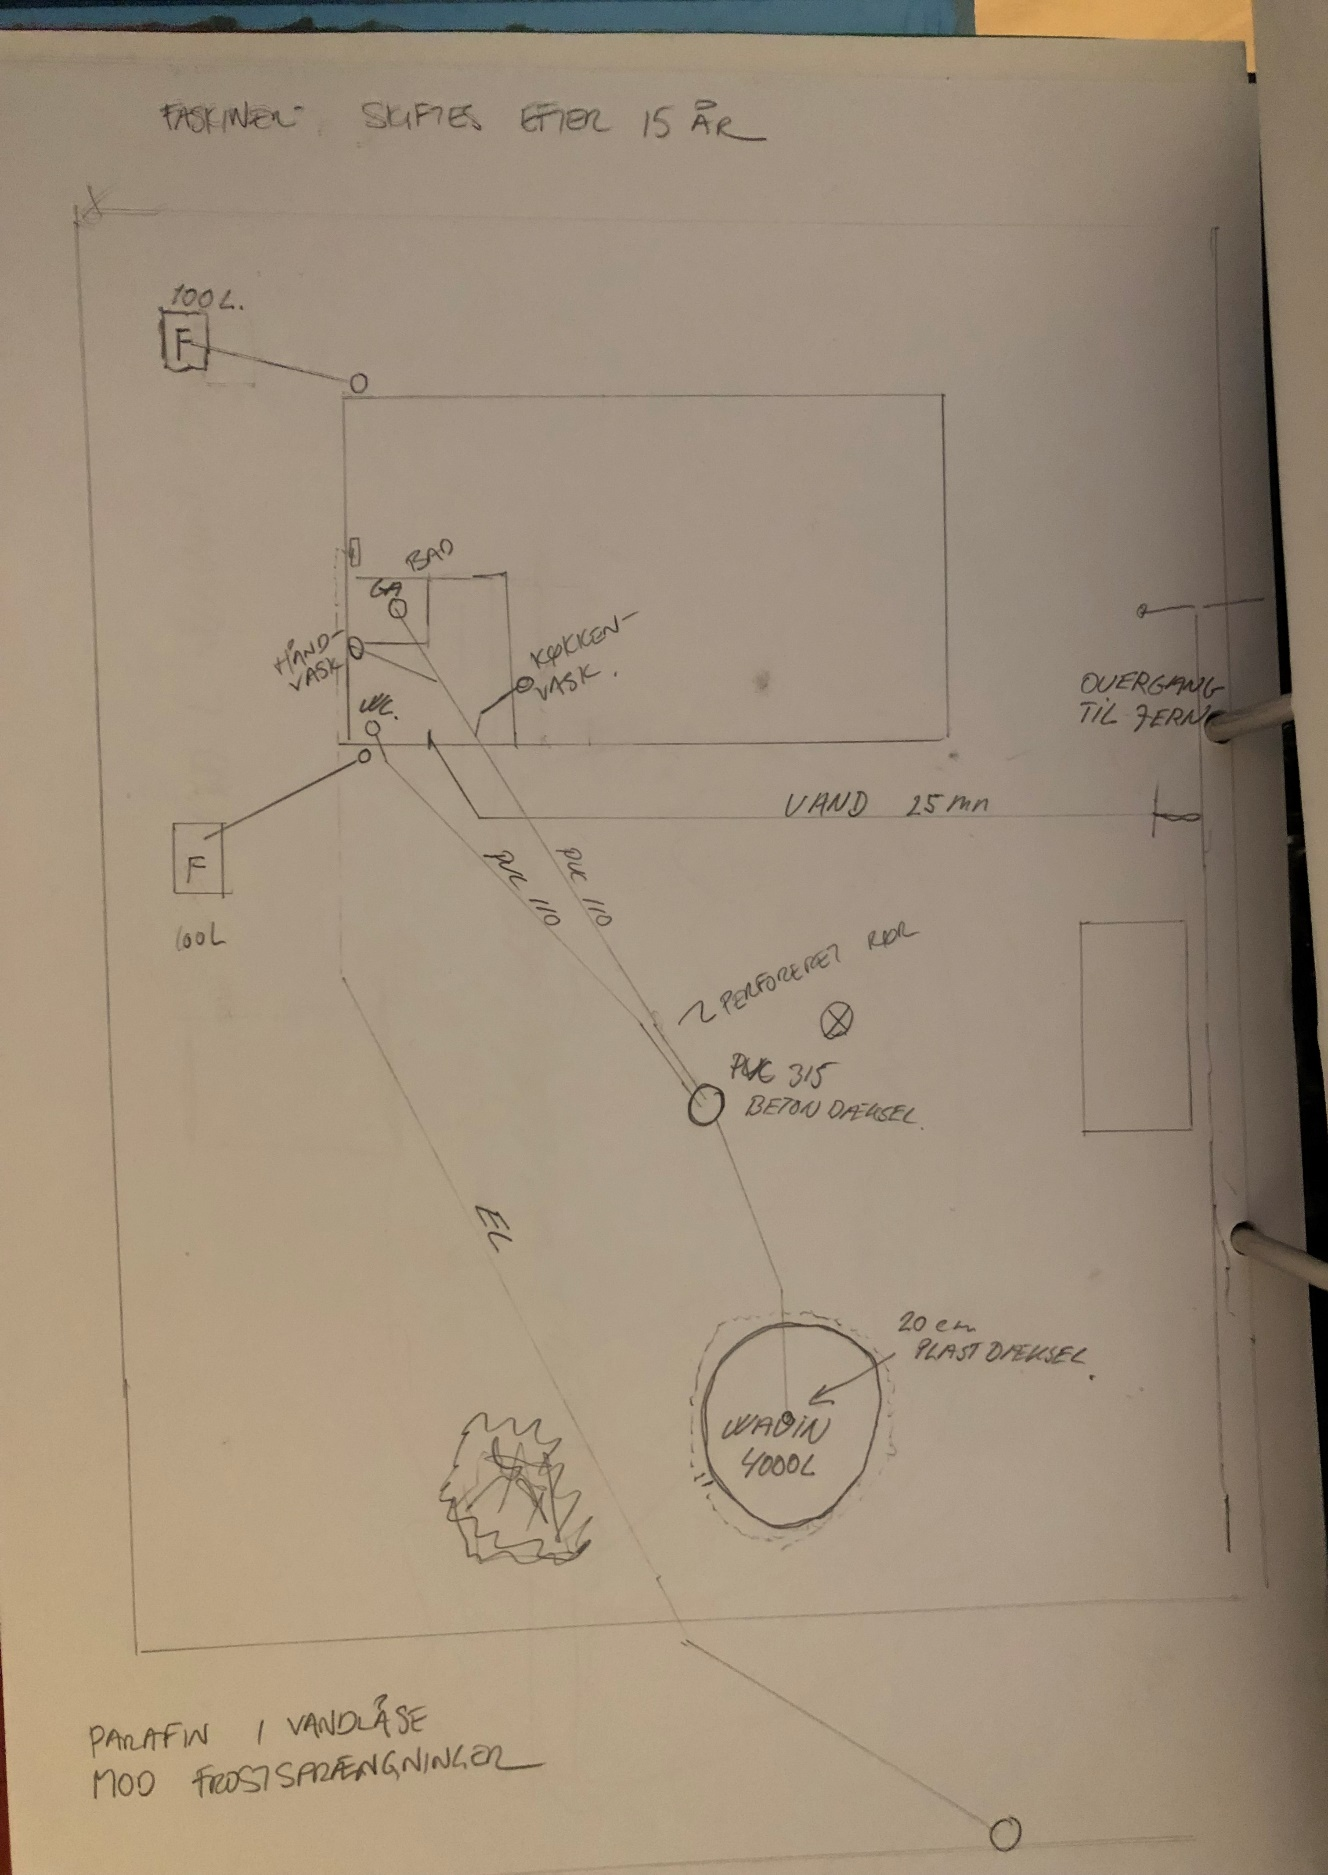 FASKINER SKIFTES EFTER 15 ÅR
100 L.
F
BAD
GA
HÅND-
VASK
KØKKEN-
VASK.
WC.
OVERGANG
TIL JERN
VAND 25 mm
F
100L
PVC 110
PVC 110
PERFORERET RØR
PVC 315
BETON DÆKSEL.
EL
20 cm
PLAST DÆKSEL.
WAVIN
4000L
PARAFIN I VANDLÅSE
MOD FROSTSPRÆNGNINGER